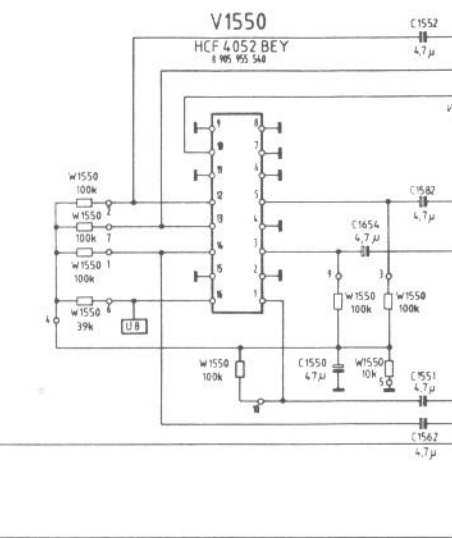 V1550
HCF 4052 BEY
8 905 955 540
C1552
4,7µ
V
9
8
10
7
11
6
W1550
100k
12
5
2
C1582
4,7µ
W1550
100k
13
4
7
C1654
4,7µ
14
3
1
W1550
100k
15
2
9
3
W1550
39k
16
1
6
4
UB
W1550
100k
W1550
100k
W1550
100k
C1550
47µ
W1550
10k
5
C1551
4,7µ
10
C1562
4,7µ